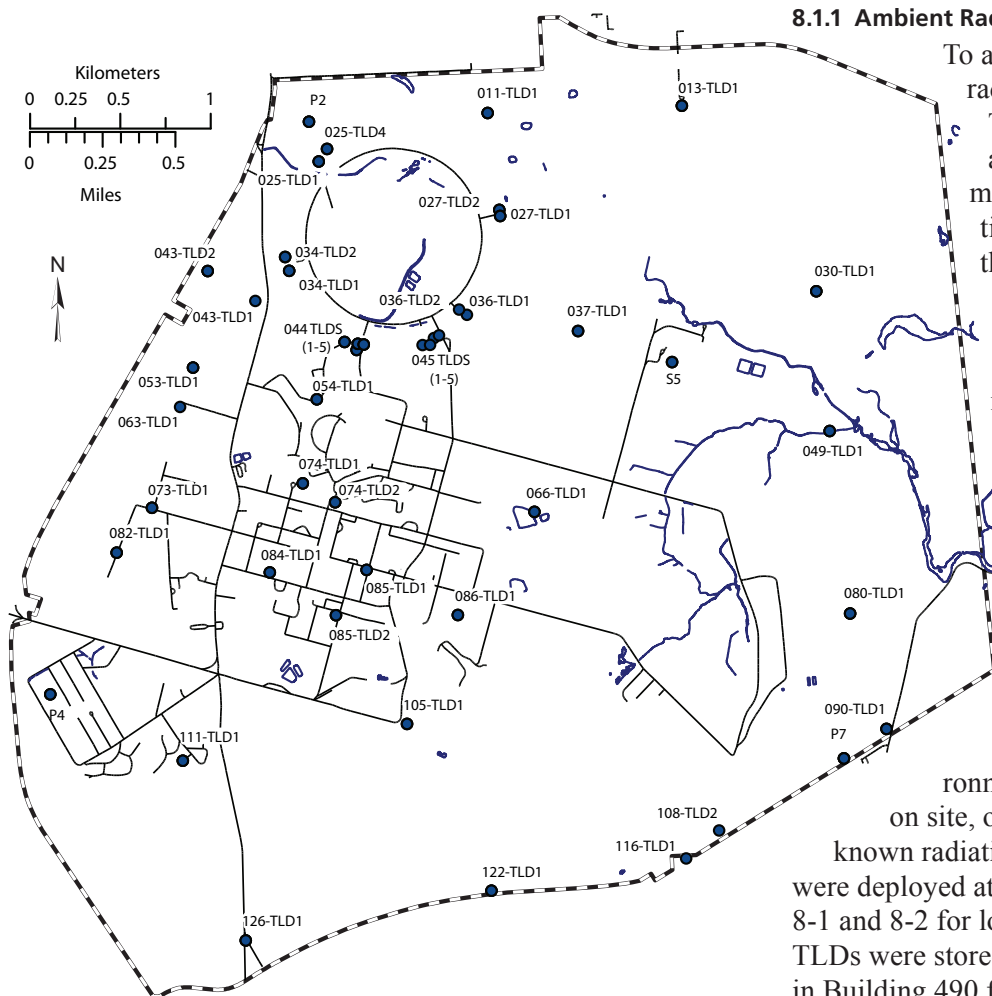 8.1.1 Ambient Rad
To a
rac
Kilometers
0 0.25 0.5 1
0 0.25 0.5
Miles
N
P2
011-TLD1
013-TLD1
025-TLD4
025-TLD1
027-TLD2
027-TLD1
m
ti
th
043-TLD2
034-TLD2
034-TLD1
030-TLD1
043-TLD1
036-TLD2
036-TLD1
037-TLD1
044 TLDS
(1-5)
045 TLDS
(1-5)
S5
053-TLD1
054-TLD1
063-TLD1
049-TLD1
074-TLD1
073-TLD1
074-TLD2
066-TLD1
082-TLD1
084-TLD1
085-TLD1
086-TLD1
080-TLD1
085-TLD2
P4
105-TLD1
090-TLD1
111-TLD1
P7
ronn
on site, o
108-TLD2
116-TLD1
known radiati
122-TLD1
were deployed at
8-1 and 8-2 for lo
126-TLD1
TLDs were store
in Building 490 f